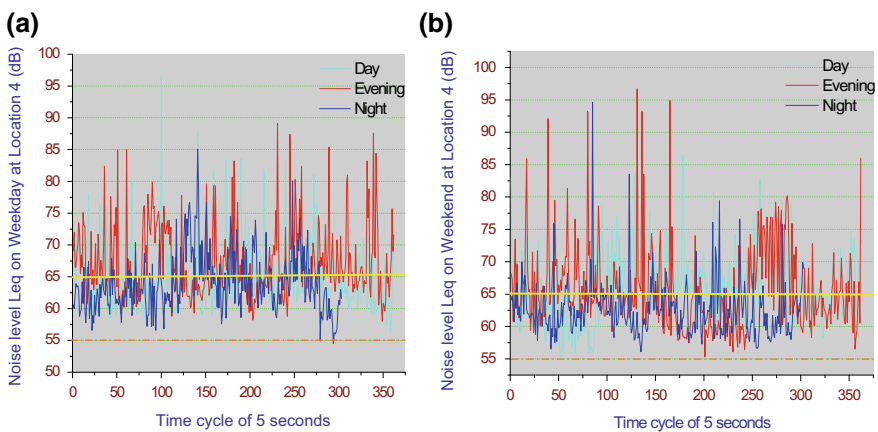 (a)
Noise level Leq on Weekday at Location 4 (dB)
100
95
90
85
80
75
70
65
60
55
50
Day
Evening
Night
0 50 100 150 200 250 300 350
Time cycle of 5 seconds
(b)
Noise level Leq on Weekend at Location 4 (dB)
100
95
90
85
80
75
70
65
60
55
Day
Evening
Night
0 50 100 150 200 250 300 350
Time cycle of 5 seconds